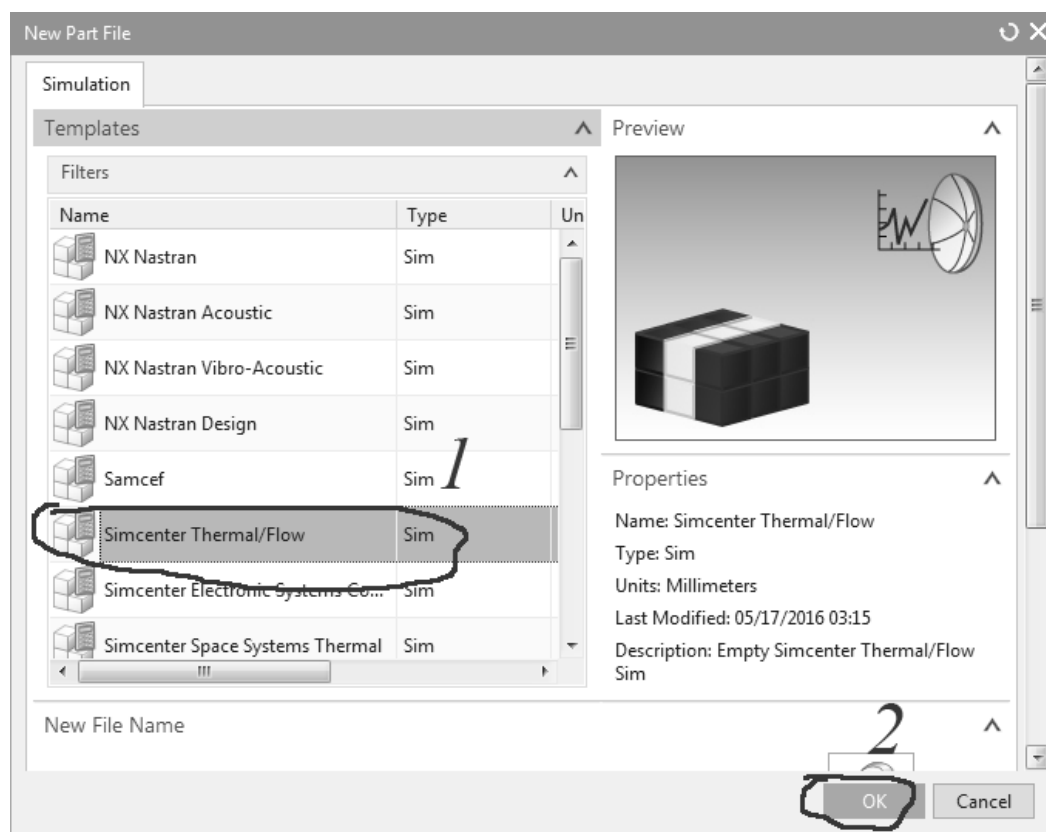 New Part File
Simulation
Templates
Filters
Name Type Un
NX Nastran Sim
NX Nastran Acoustic Sim
NX Nastran Vibro-Acoustic Sim
NX Nastran Design Sim
Samcef Sim 1
Simcenter Thermal/Flow Sim
Simcenter Electronic Systems Co... Sim
Simcenter Space Systems Thermal Sim
Preview
Properties
Name: Simcenter Thermal/Flow
Type: Sim
Units: Millimeters
Last Modified: 05/17/2016 03:15
Description: Empty Simcenter Thermal/Flow
Sim
New File Name
2
OK Cancel